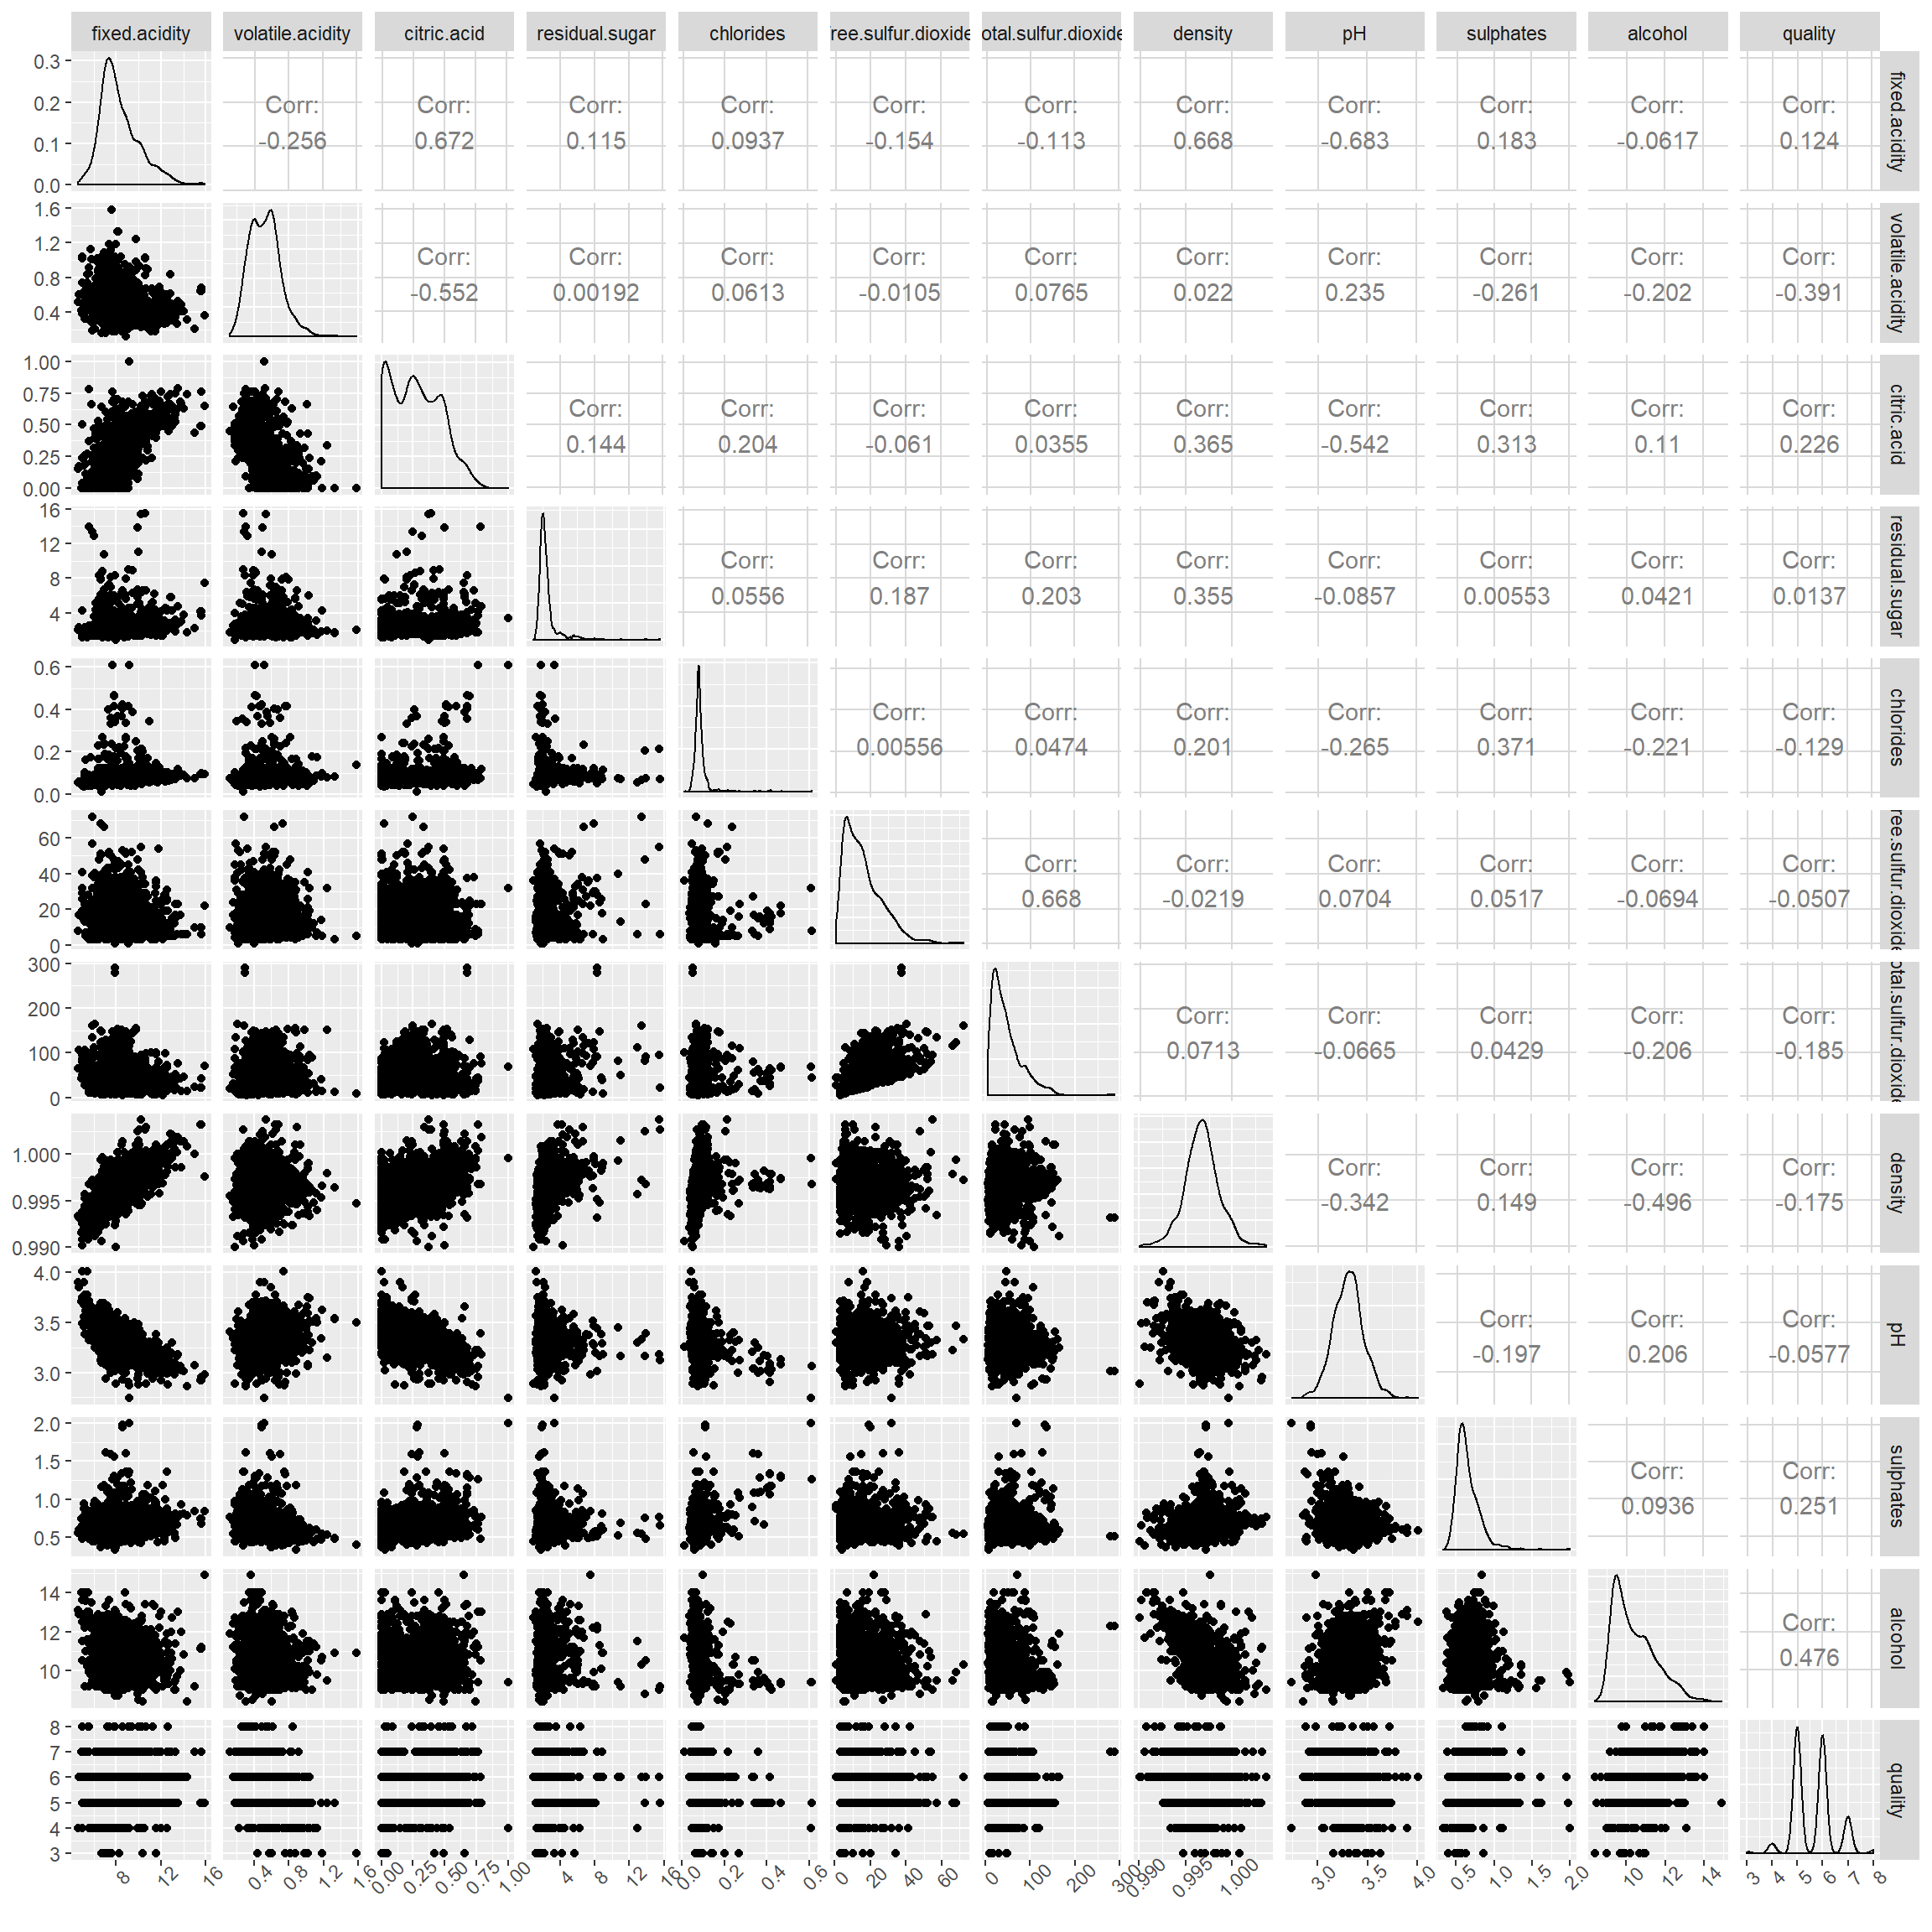 fixed.acidity volatile.acidity citric.acid residual.sugar chlorides ree.sulfur.dioxide otal.sulfur.dioxide density pH sulphates alcohol quality
0.3
0.2
0.1
0.0
Corr: Corr: Corr: Corr: Corr: Corr: Corr: Corr: Corr: Corr: Corr:
-0.256 0.672 0.115 0.0937 -0.154 -0.113 0.668 -0.683 0.183 -0.0617 0.124
fixed.acidity
1.6
1.2
0.8
0.4
Corr: Corr: Corr: Corr: Corr: Corr: Corr: Corr: Corr: Corr:
-0.552 0.00192 0.0613 -0.0105 0.0765 0.022 0.235 -0.261 -0.202 -0.391
volatile.acidity
1.00
0.75
0.50
0.25
0.00
Corr: Corr: Corr: Corr: Corr: Corr: Corr: Corr: Corr:
0.144 0.204 -0.061 0.0355 0.365 -0.542 0.313 0.11 0.226
citric.acid
16
12
8
4
Corr: Corr: Corr: Corr: Corr: Corr: Corr: Corr:
0.0556 0.187 0.203 0.355 -0.0857 0.00553 0.0421 0.0137
residual.sugar
0.6
0.4
0.2
0.0
Corr: Corr: Corr: Corr: Corr: Corr: Corr:
0.00556 0.0474 0.201 -0.265 0.371 -0.221 -0.129
chlorides
60
40
20
0
Corr: Corr: Corr: Corr: Corr: Corr:
0.668 -0.0219 0.0704 0.0517 -0.0694 -0.0507
ree.sulfur.dioxide
300
200
100
0
Corr: Corr: Corr: Corr: Corr:
0.0713 -0.0665 0.0429 -0.206 -0.185
otal.sulfur.dioxide
1.000
0.995
0.990
Corr: Corr: Corr: Corr:
-0.342 0.149 -0.496 -0.175
density
4.0
3.5
3.0
Corr: Corr: Corr:
-0.197 0.206 -0.0577
pH
2.0
1.5
1.0
0.5
Corr: Corr:
0.0936 0.251
sulphates
14
12
10
Corr:
0.476
alcohol
8
7
6
5
4
3
quality
8 12 16 0.4 0.8 1.2 1.6 0.00 0.25 0.50 0.75 1.00 4 8 12 16 0.0 0.2 0.4 0.6 0 20 40 60 0 100 200 300 0.990 0.995 1.000 3.0 3.5 4.0 0.5 1.0 1.5 2.0 10 12 14 3 4 5 6 7 8